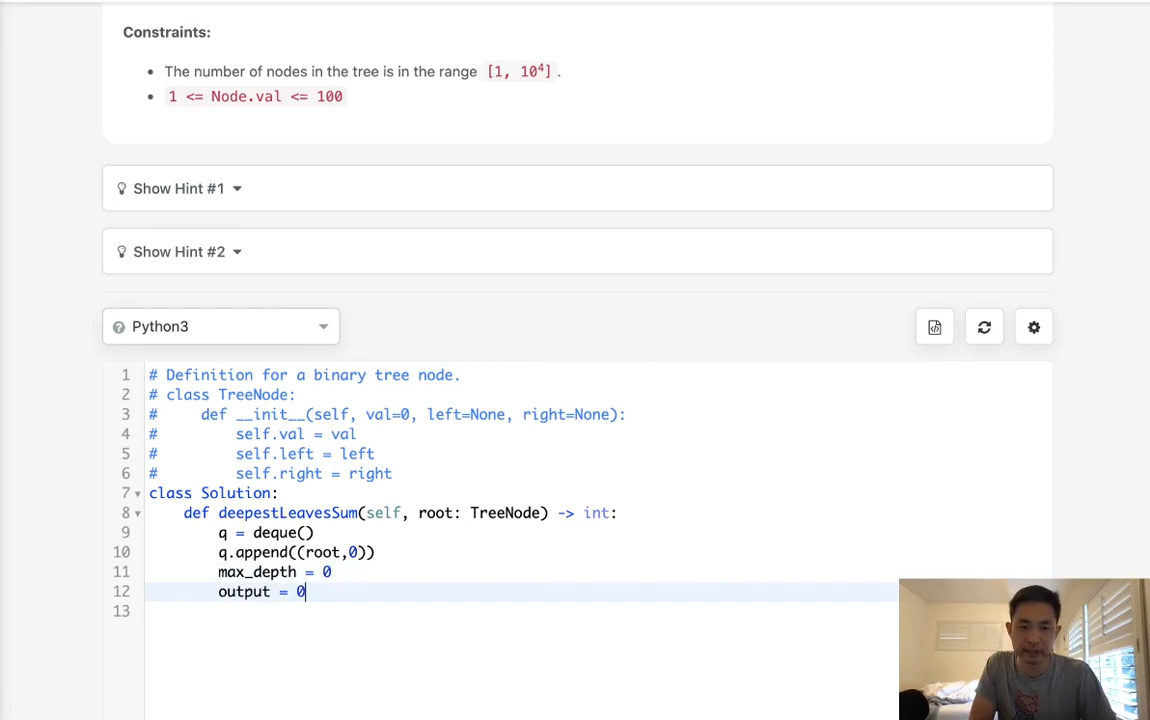 Constraints:
• The number of nodes in the tree is in the range [1, 10⁴] .
• 1 <= Node.val <= 100
Show Hint #1
Show Hint #2
Python3
1 # Definition for a binary tree node.
2 # class TreeNode:
3 #     def __init__(self, val=0, left=None, right=None):
4 #         self.val = val
5 #         self.left = left
6 #         self.right = right
7 class Solution:
8     def deepestLeavesSum(self, root: TreeNode) -> int:
9         q = deque()
10         q.append((root,0))
11         max_depth = 0
12         output = 0
13